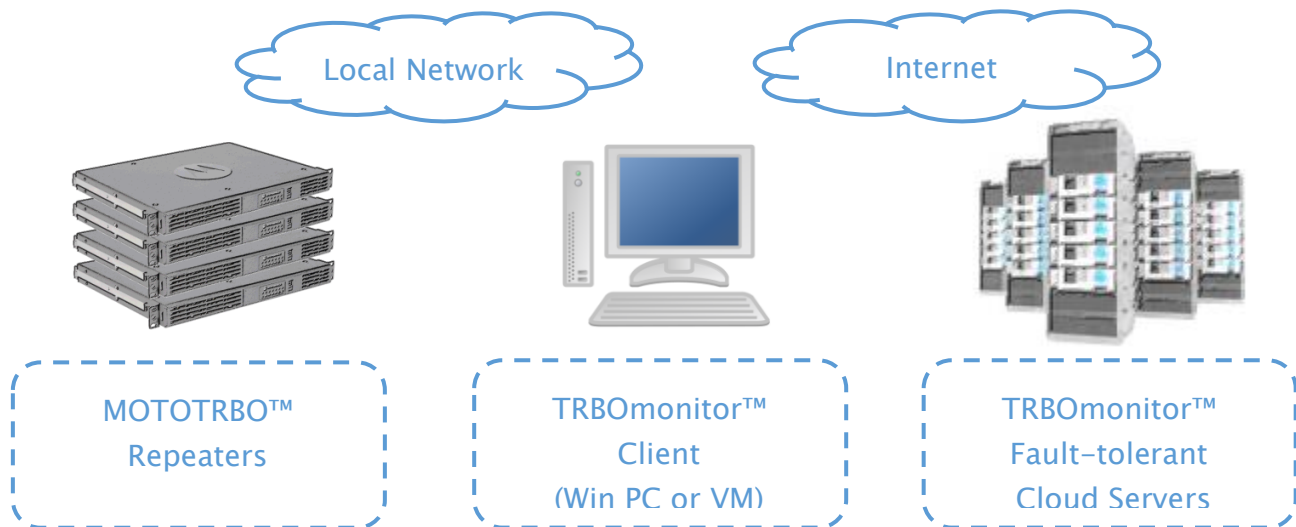 Local Network
Internet
MOTOTRBO™
Repeaters
TRBOmonitor™
Client
(Win PC or VM)
TRBOmonitor™
Fault-tolerant
Cloud Servers